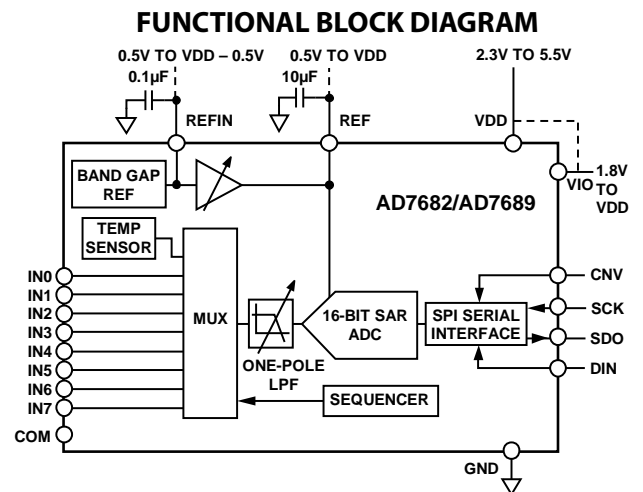 FUNCTIONAL BLOCK DIAGRAM
0.5V TO VDD – 0.5V
0.1µF
0.5V TO VDD
10µF
2.3V TO 5.5V
REFIN
REF
VDD
VIO
1.8V
TO
VDD
BAND GAP
REF
AD7682/AD7689
TEMP
SENSOR
IN0
IN1
IN2
IN3
IN4
IN5
IN6
IN7
COM
MUX
ONE-POLE
LPF
16-BIT SAR
ADC
SPI SERIAL
INTERFACE
CNV
SCK
SDO
DIN
SEQUENCER
GND